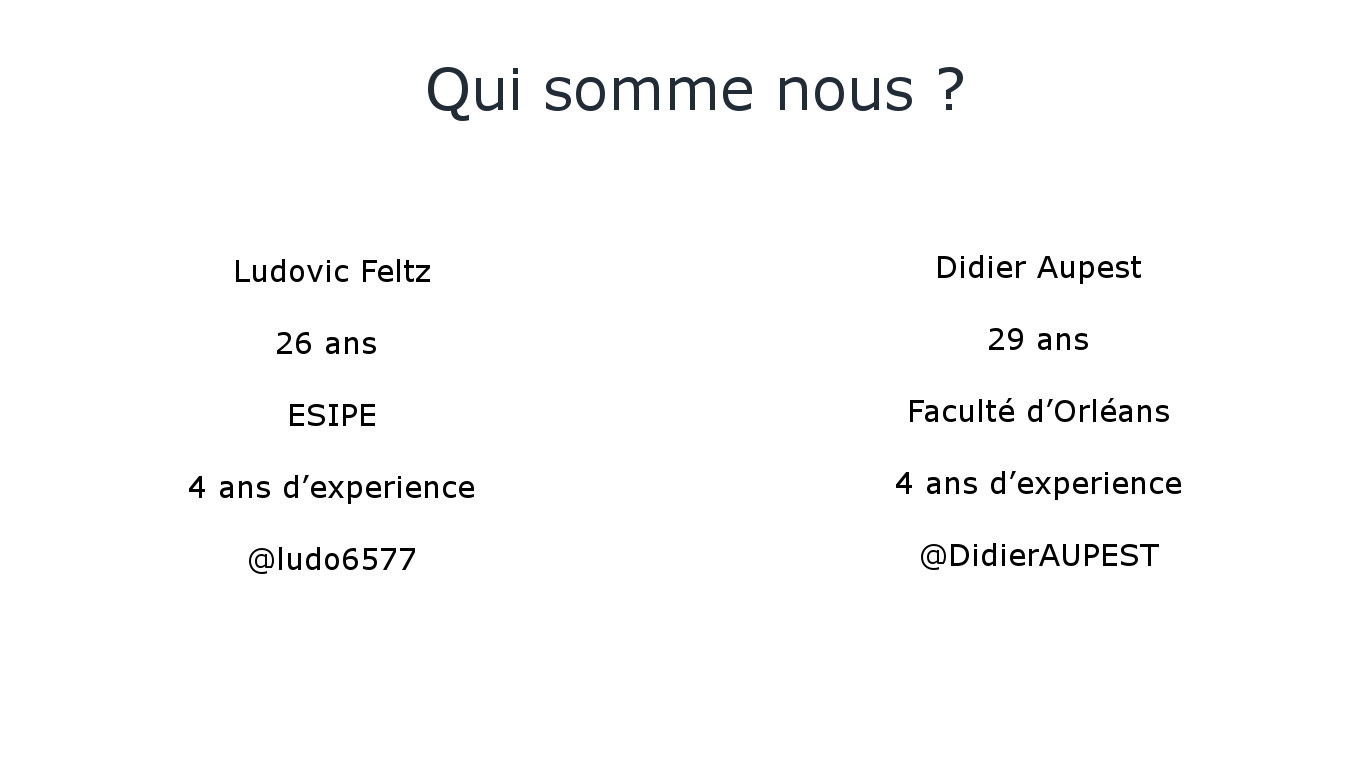 Qui somme nous ?
Ludovic Feltz
26 ans
ESIPE
4 ans d’experience
@ludo6577
Didier Aupest
29 ans
Faculté d’Orléans
4 ans d’experience
@DidierAUPEST